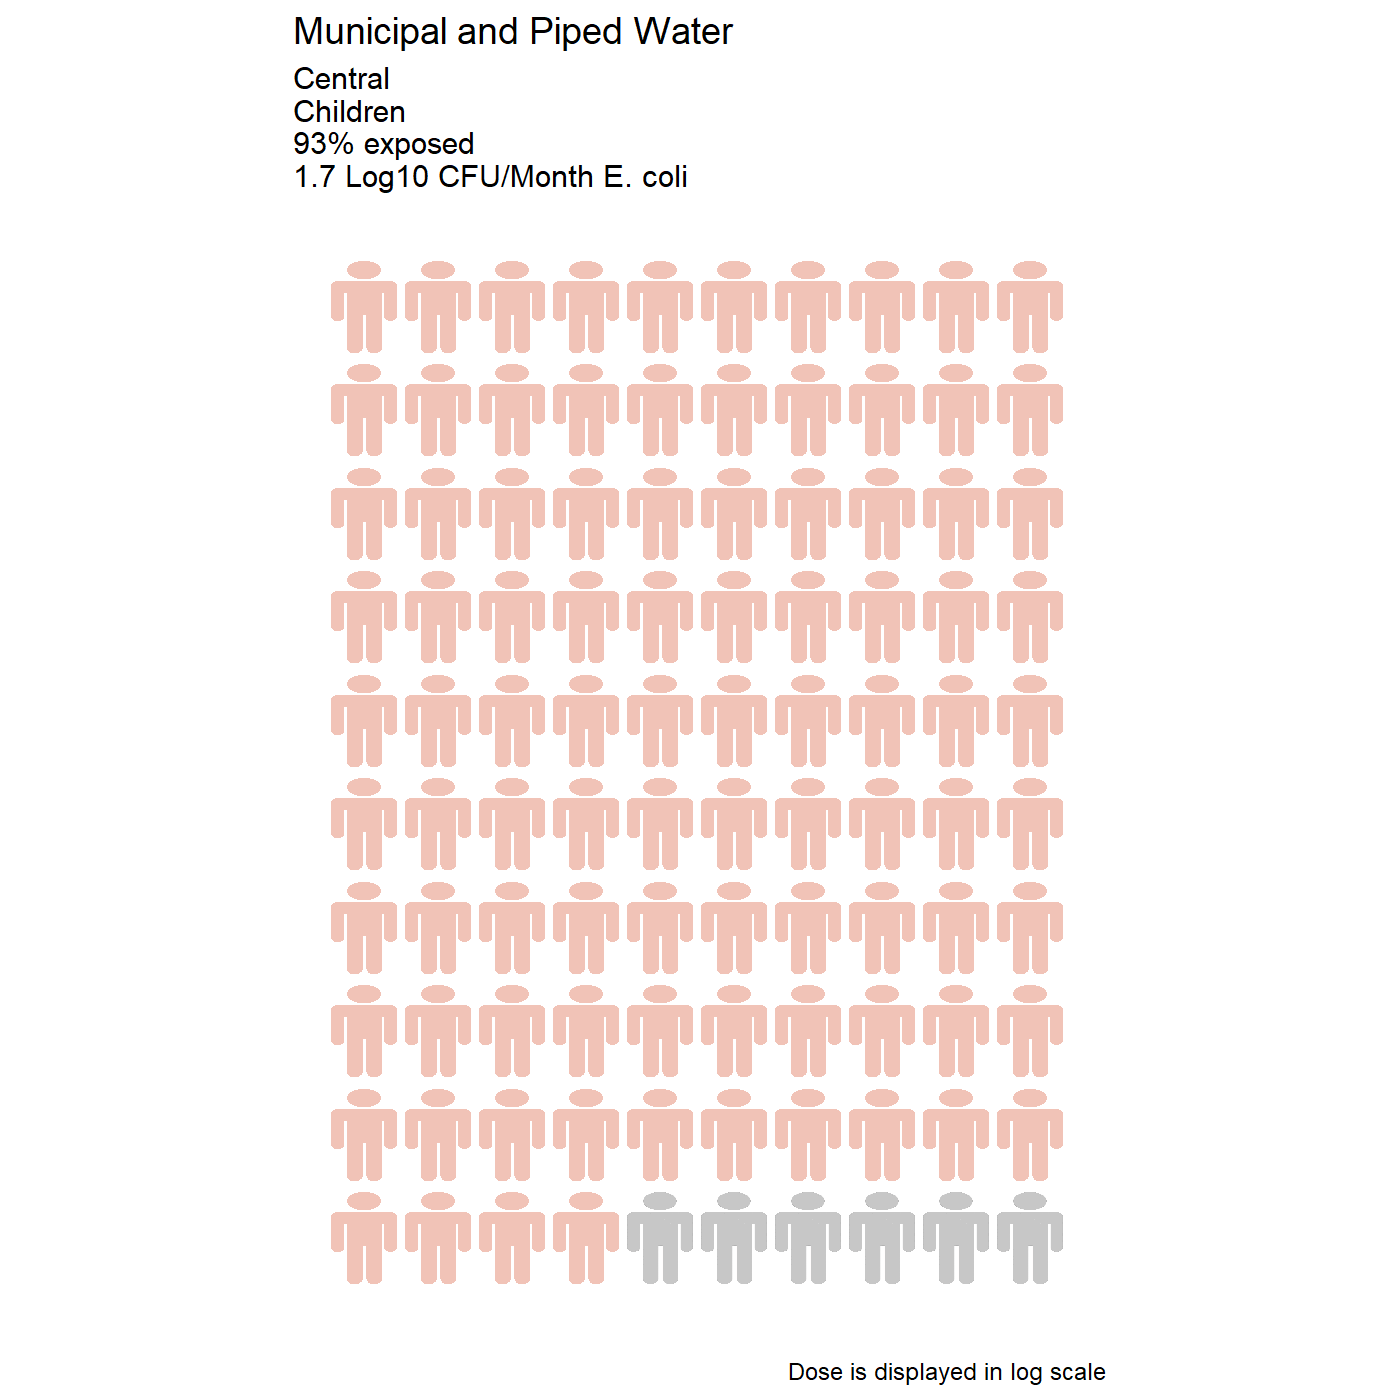 Municipal and Piped Water
Central
Children
93% exposed
1.7 Log10 CFU/Month E. coli
Dose is displayed in log scale